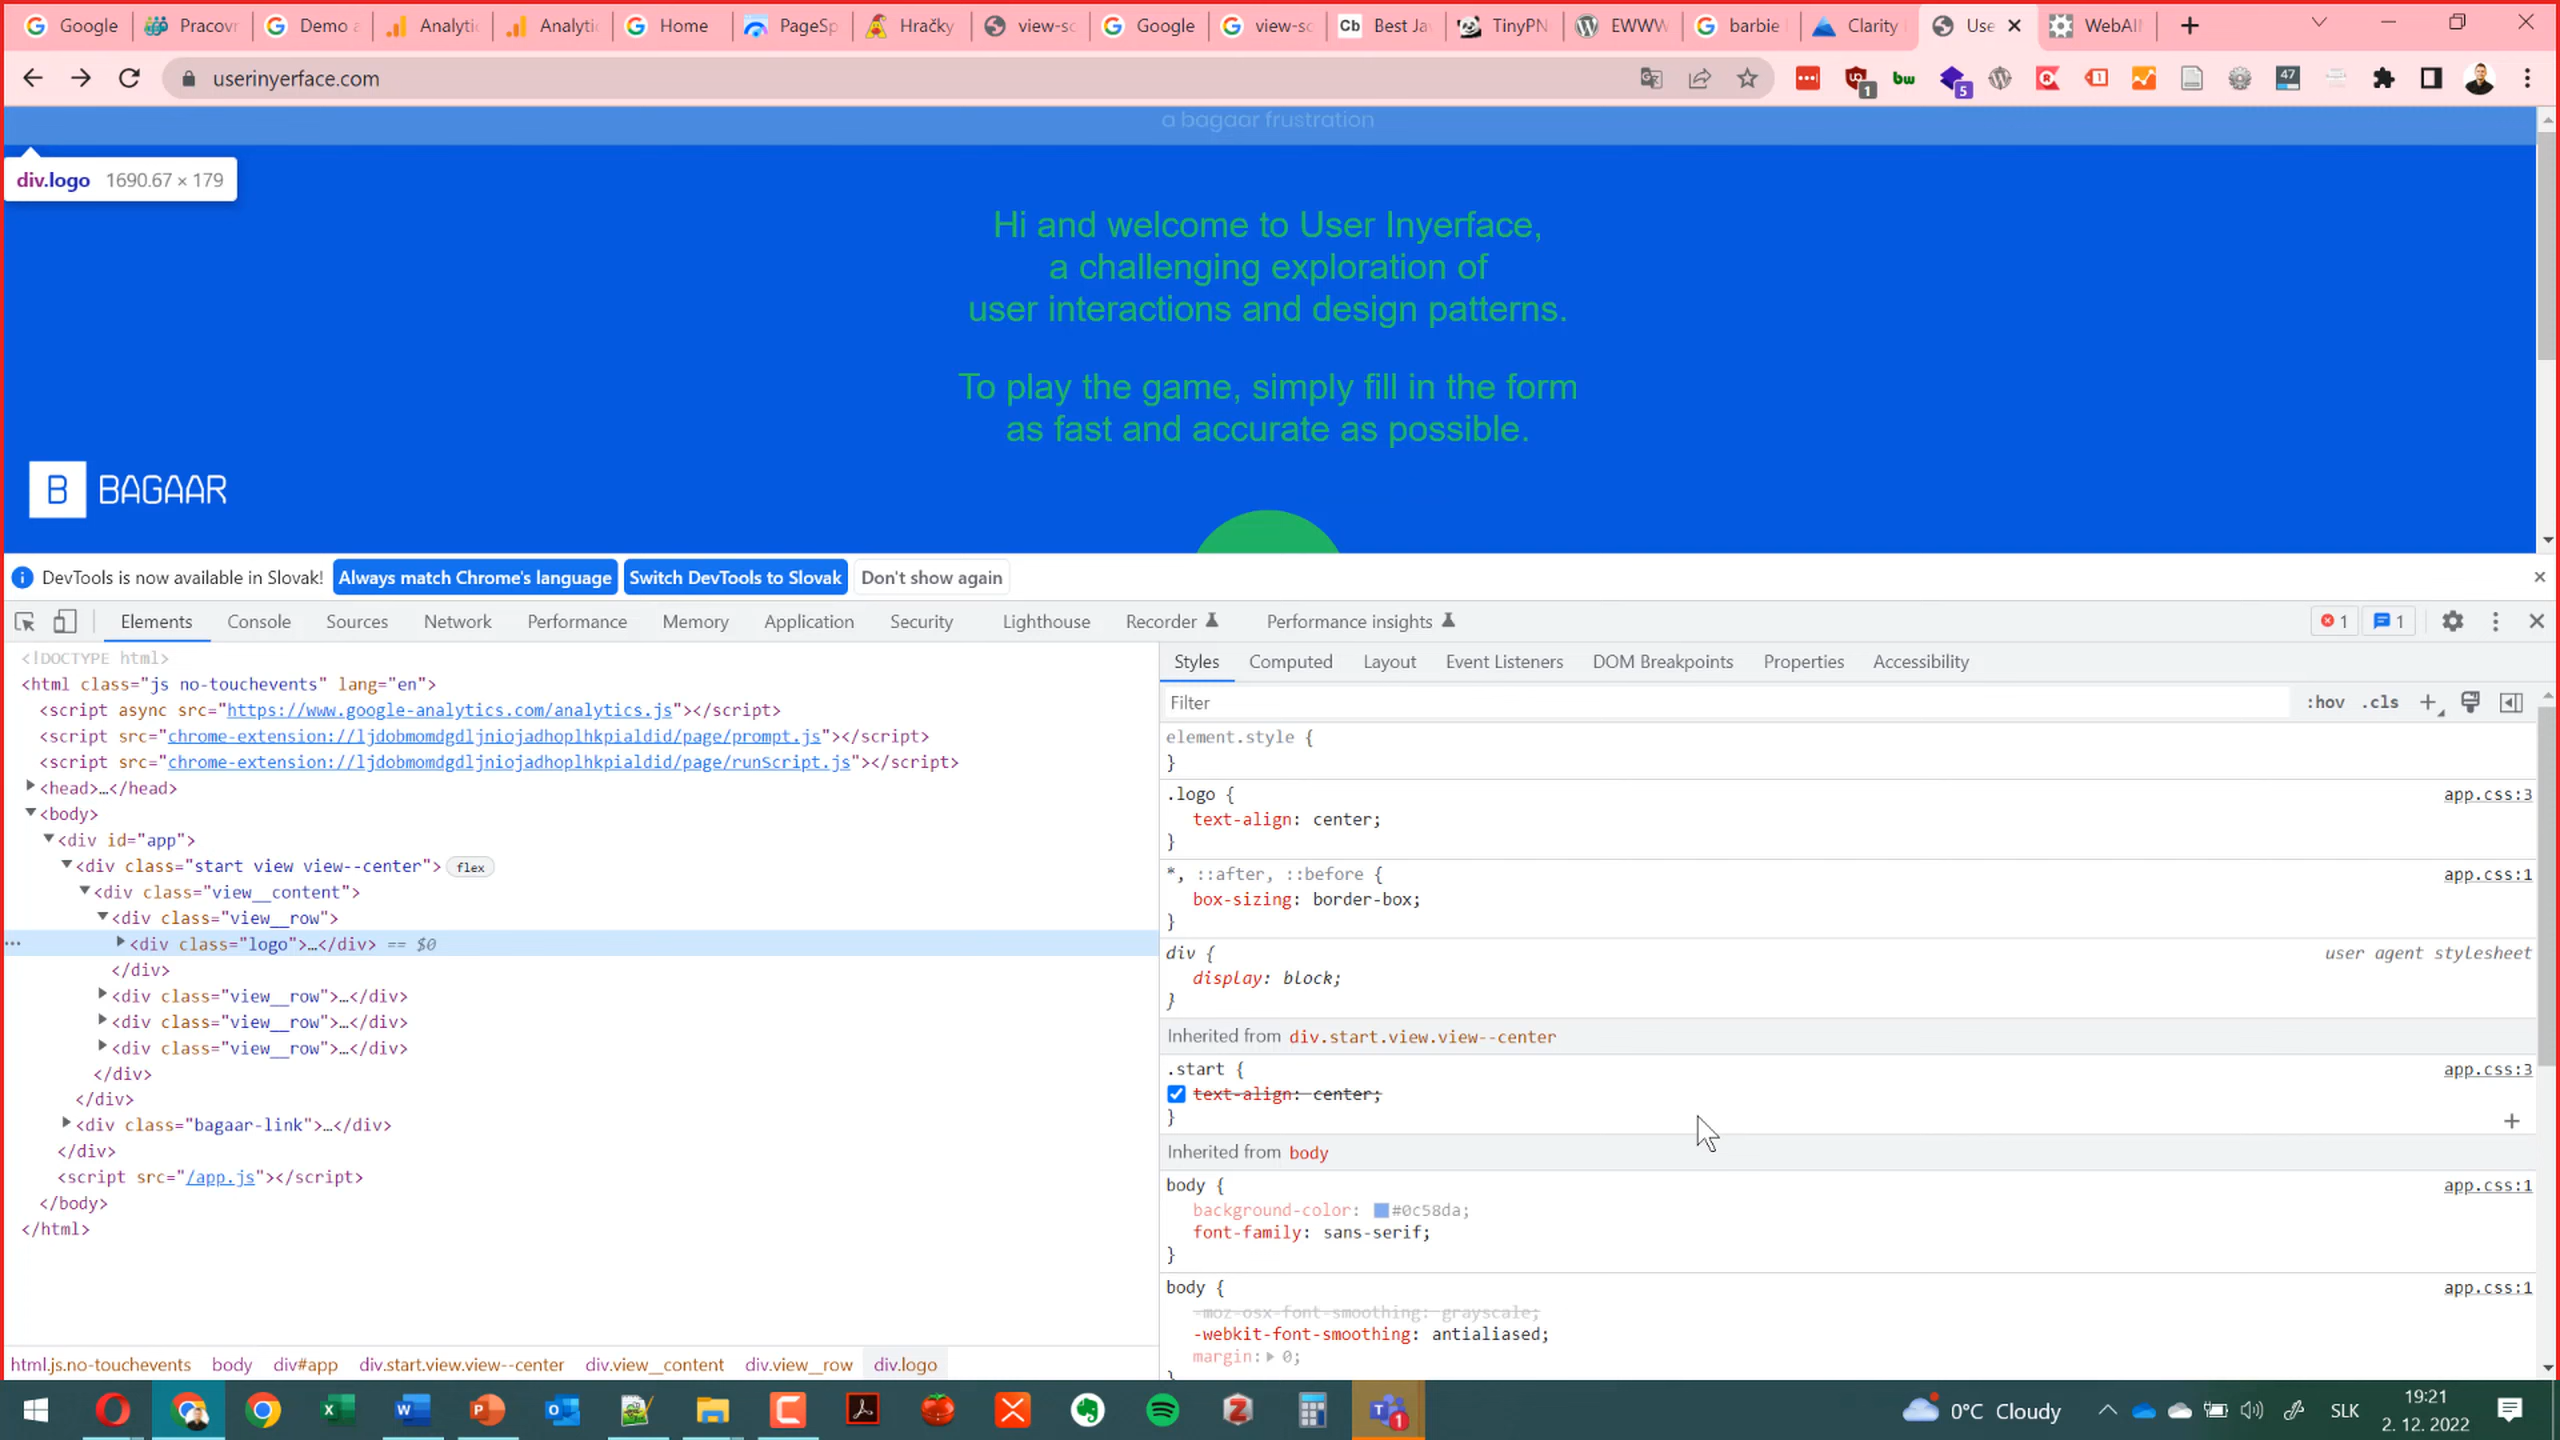 Google
Pracovn
Demo a
Analytic
Analytic
Home
PageSp
Hračky
view-sc
Google
view-sc
Cb Best Jav
TinyPN
EWWW
barbie
Clarity
Use
WebAIM
userinyerface.com
1
bw
5
1
47
a bagaar frustration
div.logo 1690.67 × 179
Hi and welcome to User Inyerface,
a challenging exploration of
user interactions and design patterns.
To play the game, simply fill in the form
as fast and accurate as possible.
B BAGAAR
DevTools is now available in Slovak! Always match Chrome's language Switch DevTools to Slovak Don't show again
Elements Console Sources Network Performance Memory Application Security Lighthouse Recorder Performance insights 1 1
<!DOCTYPE html>
<html class="js no-touchevents" lang="en">
<script async src="https://www.google-analytics.com/analytics.js"></script>
<script src="chrome-extension://ljdobmomdgdljniojadhoplhkpialdid/page/prompt.js"></script>
<script src="chrome-extension://ljdobmomdgdljniojadhoplhkpialdid/page/runScript.js"></script>
<head>…</head>
<body>
<div id="app">
<div class="start view view--center"> flex
<div class="view__content">
<div class="view__row">
… <div class="logo">…</div> == $0
</div>
<div class="view__row">…</div>
<div class="view__row">…</div>
<div class="view__row">…</div>
</div>
</div>
<div class="bagaar-link">…</div>
</div>
<script src="/app.js"></script>
</body>
</html>
html.js.no-touchevents body div#app div.start.view.view--center div.view__content div.view__row div.logo
Styles Computed Layout Event Listeners DOM Breakpoints Properties Accessibility
Filter :hov .cls
element.style {
}
.logo { app.css:3
text-align: center;
}
*, ::after, ::before { app.css:1
box-sizing: border-box;
}
div { user agent stylesheet
display: block;
}
Inherited from div.start.view.view--center
.start { app.css:3
text-align: center;
}
Inherited from body
body { app.css:1
background-color: #0c58da;
font-family: sans-serif;
}
body { app.css:1
-moz-osx-font-smoothing: grayscale;
-webkit-font-smoothing: antialiased;
margin: 0;
}
0°C Cloudy
SLK
19:21
2. 12. 2022